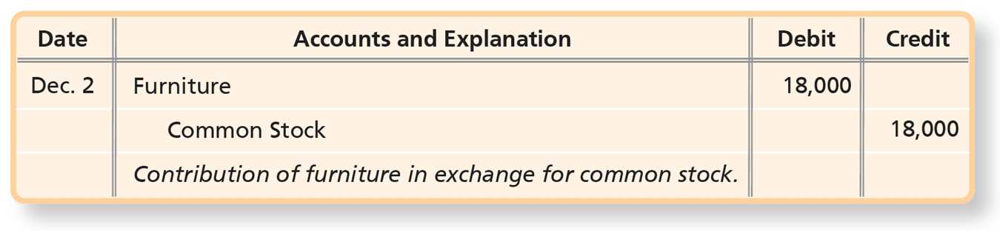 Date Accounts and Explanation Debit Credit
Dec. 2 Furniture 18,000
Common Stock 18,000
Contribution of furniture in exchange for common stock.